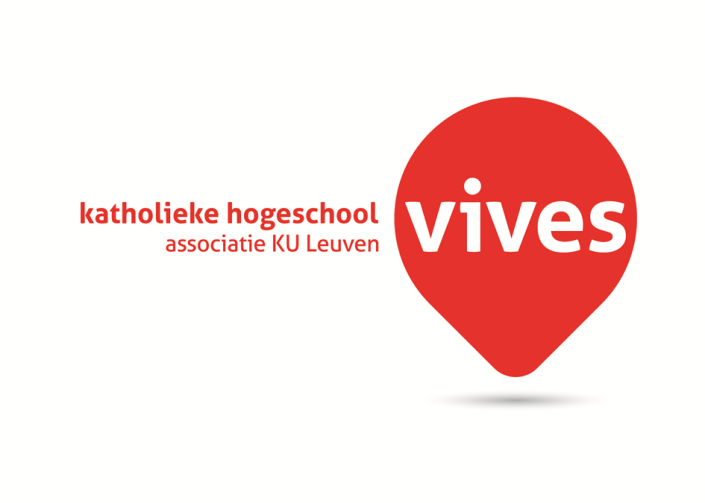 katholieke hogeschool
associatie KU Leuven
vives